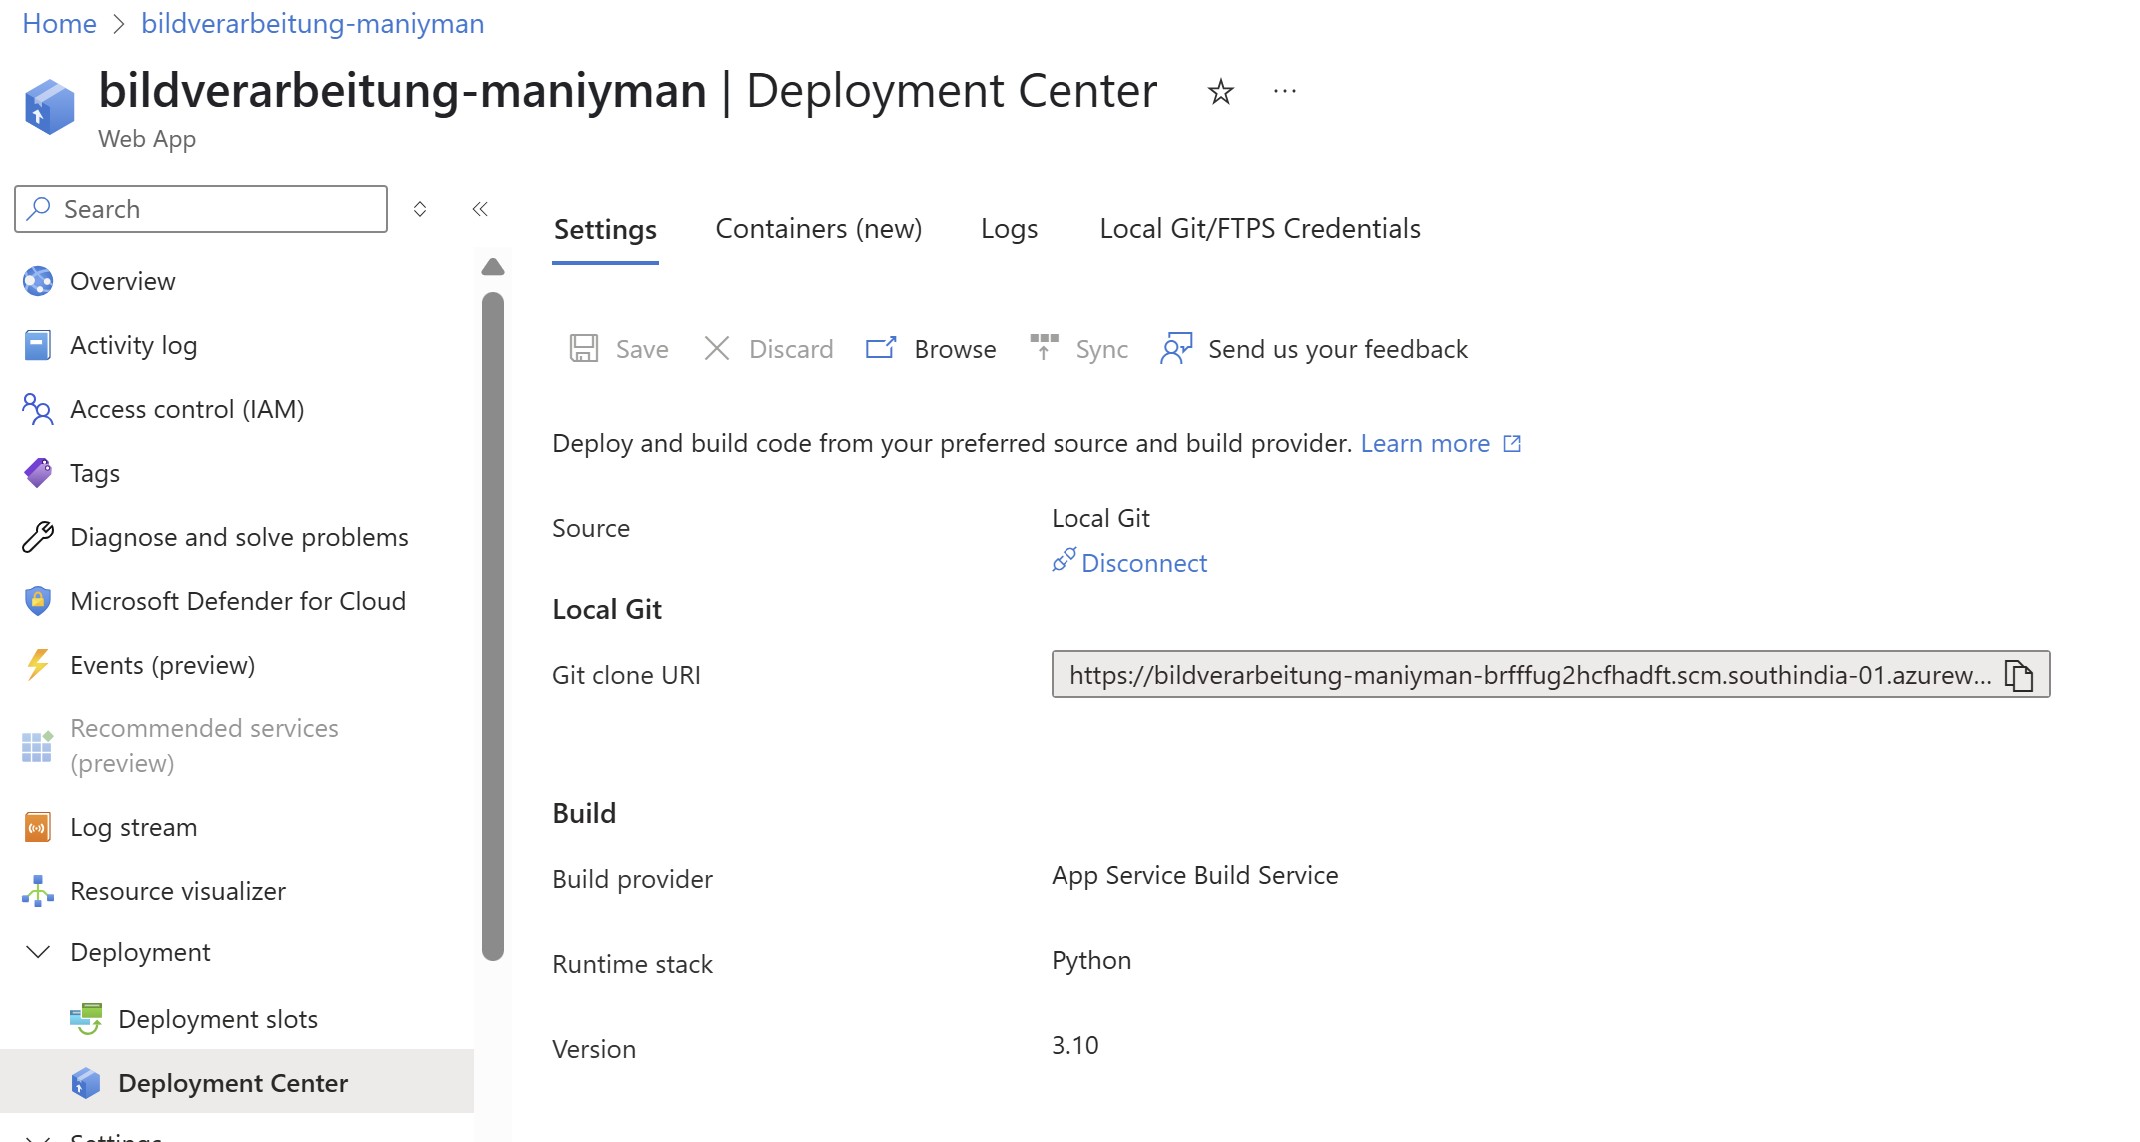 Home > bildverarbeitung-maniyman
bildverarbeitung-maniyman | Deployment Center
Web App
Search
Overview
Activity log
Access control (IAM)
Tags
Diagnose and solve problems
Microsoft Defender for Cloud
Events (preview)
Recommended services
(preview)
Log stream
Resource visualizer
Deployment
Deployment slots
Deployment Center
Settings
Settings Containers (new) Logs Local Git/FTPS Credentials
Save Discard Browse Sync Send us your feedback
Deploy and build code from your preferred source and build provider. Learn more
Source Local Git
Disconnect
Local Git
Git clone URI https://bildverarbeitung-maniyman-brfffug2hcfhadft.scm.southindia-01.azurew...
Build
Build provider App Service Build Service
Runtime stack Python
Version 3.10